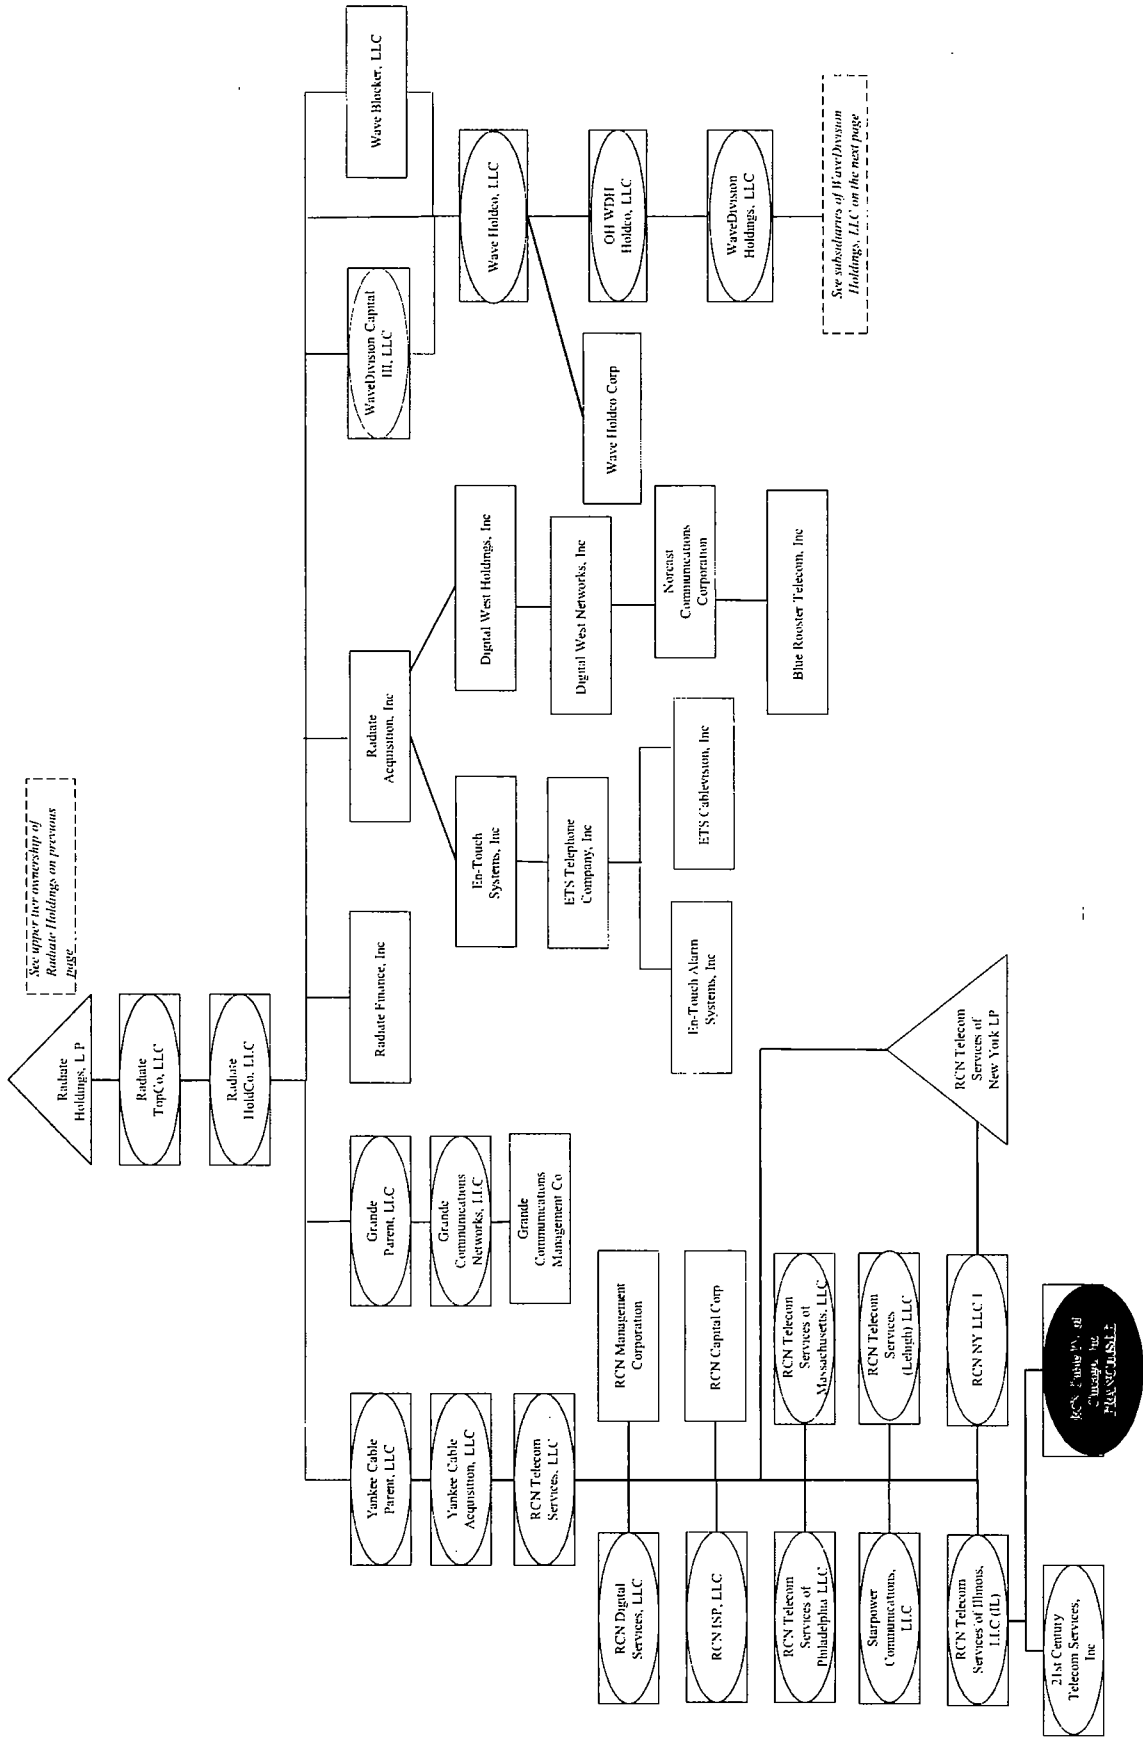 See upper tier ownership of
Radiate Holdings on previous
page
Radiate
Holdings, L P
Radiate
TopCo, LLC
Radiate
HoldCo, LLC
Yankee Cable
Parent, LLC
Grande
Parent, LLC
Radiate Finance, Inc
Radiate
Acquisition, Inc
WaveDivision Capital
III, LLC
Wave Blocker, LLC
Yankee Cable
Acquisition, LLC
Grande
Communications
Networks, LLC
En-Touch
Systems, Inc
Digital West Holdings, Inc
Wave Holdco, LLC
RCN Telecom
Services, LLC
Grande
Communications
Management Co
ETS Telephone
Company, Inc
Digital West Networks, Inc
Wave Holdco Corp
OH WDH
Holdco, LLC
RCN Digital
Services, LLC
RCN Management
Corporation
En-Touch Alarm
Systems, Inc
ETS Cablevision, Inc
Norcast
Communications
Corporation
WaveDivision
Holdings, LLC
RCN ISP, LLC
RCN Capital Corp
Blue Rooster Telecom, Inc
See subsidiaries of WaveDivision
Holdings, LLC on the next page
RCN Telecom
Services of
Philadelphia LLC
RCN Telecom
Services of
Massachusetts, LLC
Starpower
Communications,
LLC
RCN Telecom
Services
(Lehigh) LLC
RCN Telecom
Services of Illinois,
LLC (IL)
RCN NY LLC 1
RCN Telecom
Services of
New York LP
21st Century
Telecom Services,
Inc
RCN
Chicago, Inc